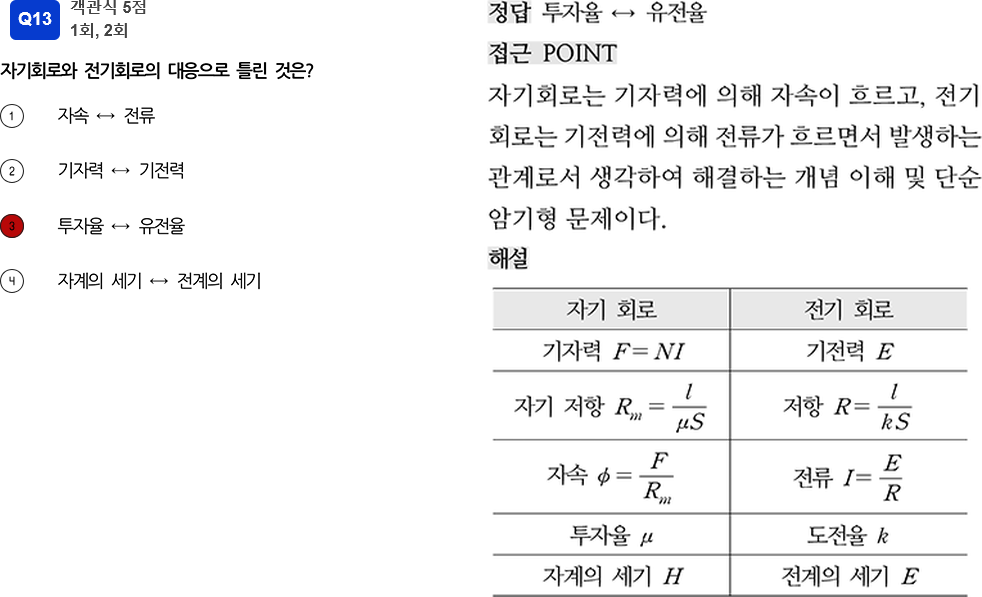 Q13
객관식 5점
1회, 2회
자기회로와 전기회로의 대응으로 틀린 것은?
1 자속 ↔ 전류
2 기자력 ↔ 기전력
3 투자율 ↔ 유전율
4 자계의 세기 ↔ 전계의 세기
정답 투자율 ↔ 유전율
접근 POINT
자기회로는 기자력에 의해 자속이 흐르고, 전기
회로는 기전력에 의해 전류가 흐르면서 발생하는
관계로서 생각하여 해결하는 개념 이해 및 단순
암기형 문제이다.
해설
자기 회로 전기 회로
기자력 F=NI 기전력 E
자기 저항 R_m = l/μS 저항 R = l/kS
자속 ϕ = F/R_m 전류 I = E/R
투자율 μ 도전율 k
자계의 세기 H 전계의 세기 E